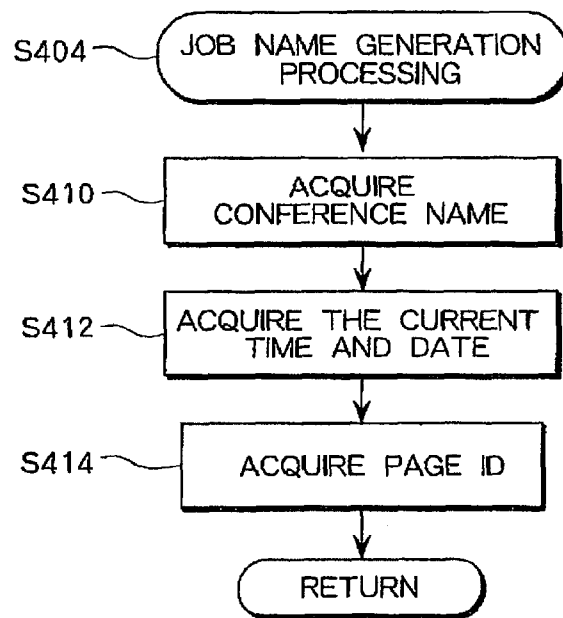 S404
JOB NAME GENERATION
PROCESSING
S410
ACQUIRE
CONFERENCE NAME
S412
ACQUIRE THE CURRENT
TIME AND DATE
S414
ACQUIRE PAGE ID
RETURN